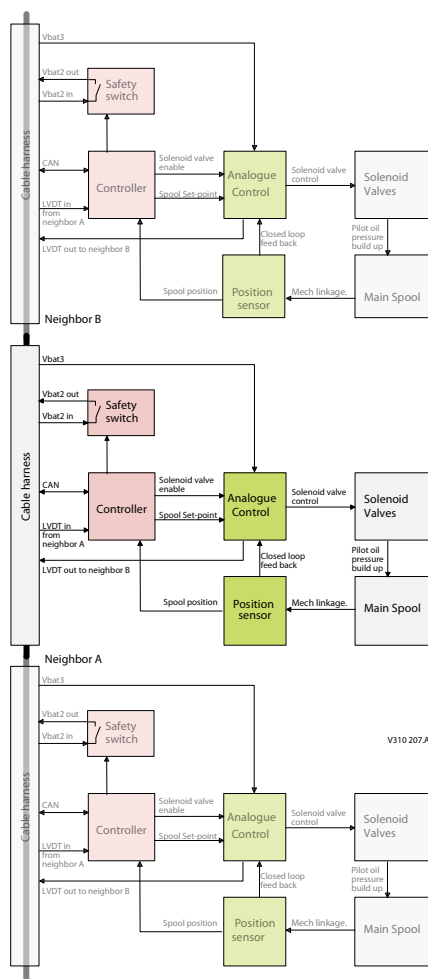 Vbat3
Vbat2 out
Safety
switch
Vbat2 in
Cable harness
CAN
Controller
Solenoid valve
enable
Spool Set-point
Analogue
Control
Solenoid valve
control
Solenoid
Valves
LVDT in
from
neighbor A
LVDT out to neighbor B
Closed loop
feed back
Pilot oil
pressure
build up
Spool position
Position
sensor
Mech linkage.
Main Spool
Neighbor B
Vbat3
Vbat2 out
Safety
switch
Vbat2 in
Cable harness
CAN
Controller
Solenoid valve
enable
Spool Set-point
Analogue
Control
Solenoid valve
control
Solenoid
Valves
LVDT in
from
neighbor A
LVDT out to neighbor B
Closed loop
feed back
Pilot oil
pressure
build up
Spool position
Position
sensor
Mech linkage.
Main Spool
Neighbor A
Vbat3
Vbat2 out
Safety
switch
Vbat2 in
V310 207.A
Cable harness
CAN
Controller
Solenoid valve
enable
Spool Set-point
Analogue
Control
Solenoid valve
control
Solenoid
Valves
LVDT in
from
neighbor A
LVDT out to neighbor B
Closed loop
feed back
Pilot oil
pressure
build up
Spool position
Position
sensor
Mech linkage.
Main Spool